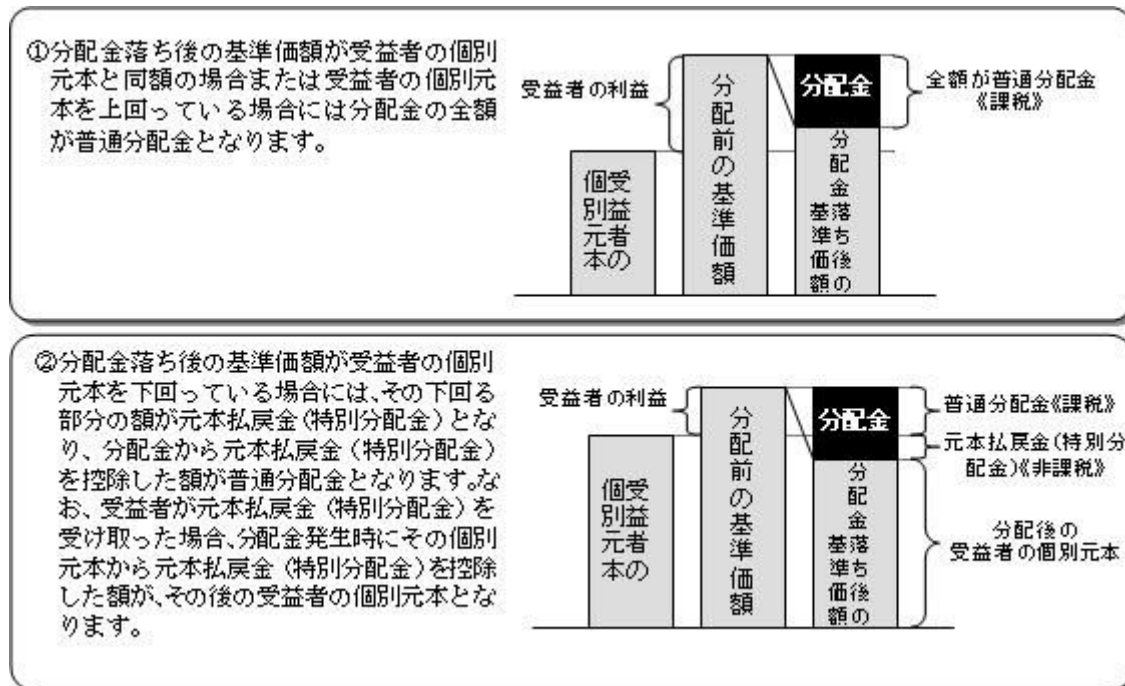 ①分配金落ち後の基準価額が受益者の個別
元本と同額の場合または受益者の個別元
本を上回っている場合には分配金の全額
が普通分配金となります。
受益者の利益
受益者の
個別元本
分配前の基準価額
分配金
分配金落ち後の
基準価額
全額が普通分配金
《課税》
②分配金落ち後の基準価額が受益者の個別
元本を下回っている場合には、その下回る
部分の額が元本払戻金(特別分配金)とな
り、分配金から元本払戻金(特別分配金)
を控除した額が普通分配金となります。な
お、受益者が元本払戻金(特別分配金)を
受け取った場合、分配金発生時にその個別
元本から元本払戻金(特別分配金)を控除
した額が、その後の受益者の個別元本とな
ります。
受益者の利益
受益者の
個別元本
分配前の基準価額
分配金
分配金落ち後の
基準価額
普通分配金《課税》
元本払戻金(特別分
配金)《非課税》
分配後の
受益者の個別元本